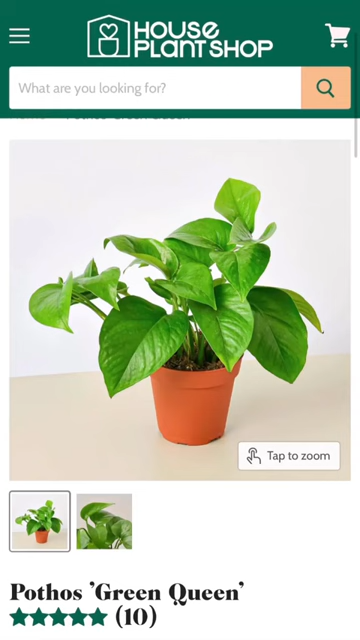 HOUSE
PLANT SHOP
What are you looking for?
Tap to zoom
Pothos 'Green Queen'
(10)